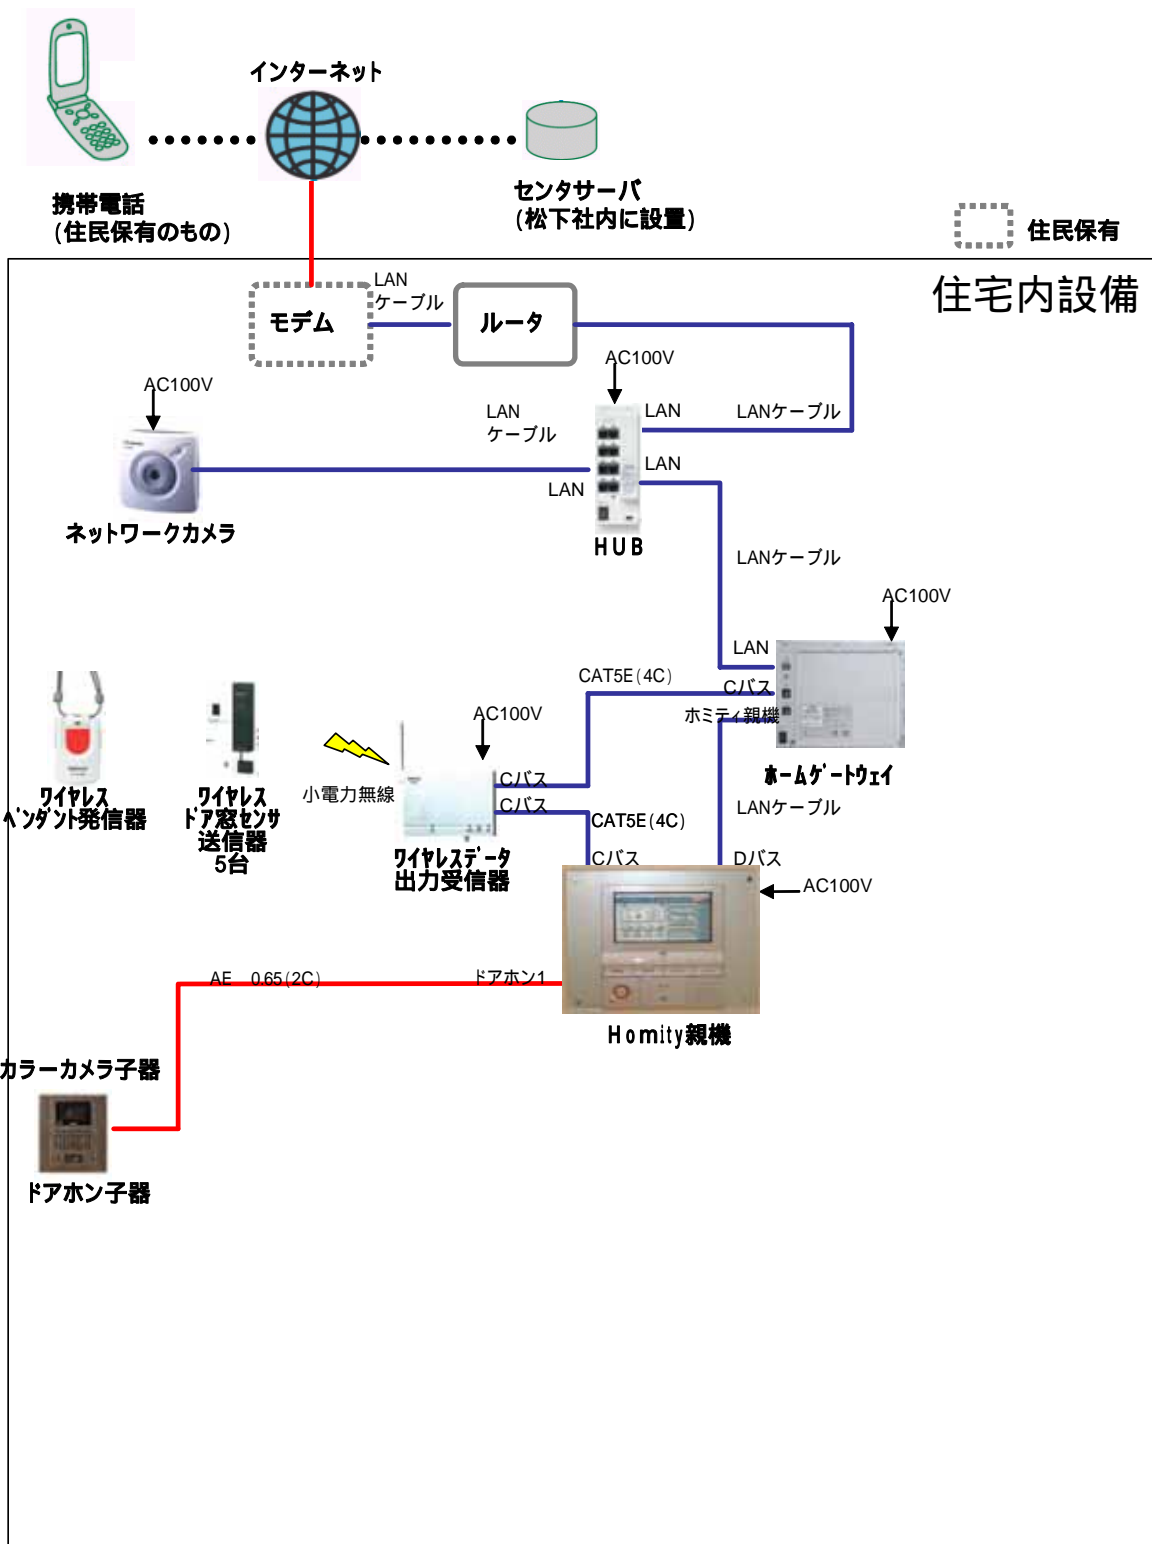 インターネット
携帯電話
(住民保有のもの)
センタサーバ
(松下社内に設置)
住民保有
住宅内設備
モデム
LAN
ケーブル
ルータ
AC100V
AC100V
LAN
ケーブル
LAN
LANケーブル
LAN
LAN
ネットワークカメラ
HUB
LANケーブル
AC100V
LAN
CAT5E(4C)
Cバス
ホミティ親機
AC100V
ホームゲートウェイ
小電力無線
Cバス
Cバス
LANケーブル
CAT5E(4C)
ワイヤレス
ペンダント発信器
ワイヤレス
ドア窓センサ
送信器
5台
ワイヤレスデータ
出力受信器
Cバス
Dバス
AC100V
AE 0.65(2C)
ドアホン1
Homity親機
カラーカメラ子器
ドアホン子器